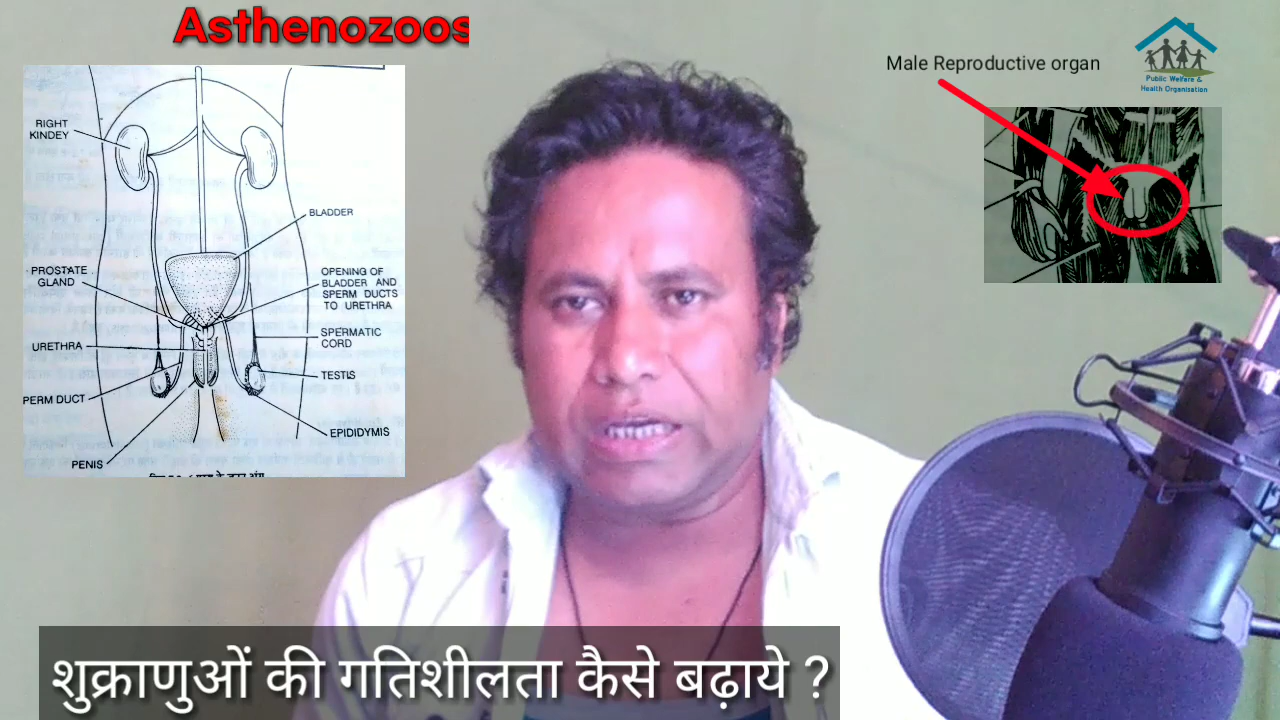 Asthenozoos
Male Reproductive organ
Public Welfare &
Health Organisation
RIGHT
KINDEY
BLADDER
PROSTATE
GLAND
OPENING OF
BLADDER AND
SPERM DUCTS
TO URETHRA
URETHRA
SPERMATIC
CORD
TESTIS
PERM DUCT
EPIDIDYMIS
PENIS
शुक्राणुओं की गतिशीलता कैसे बढ़ाये ?